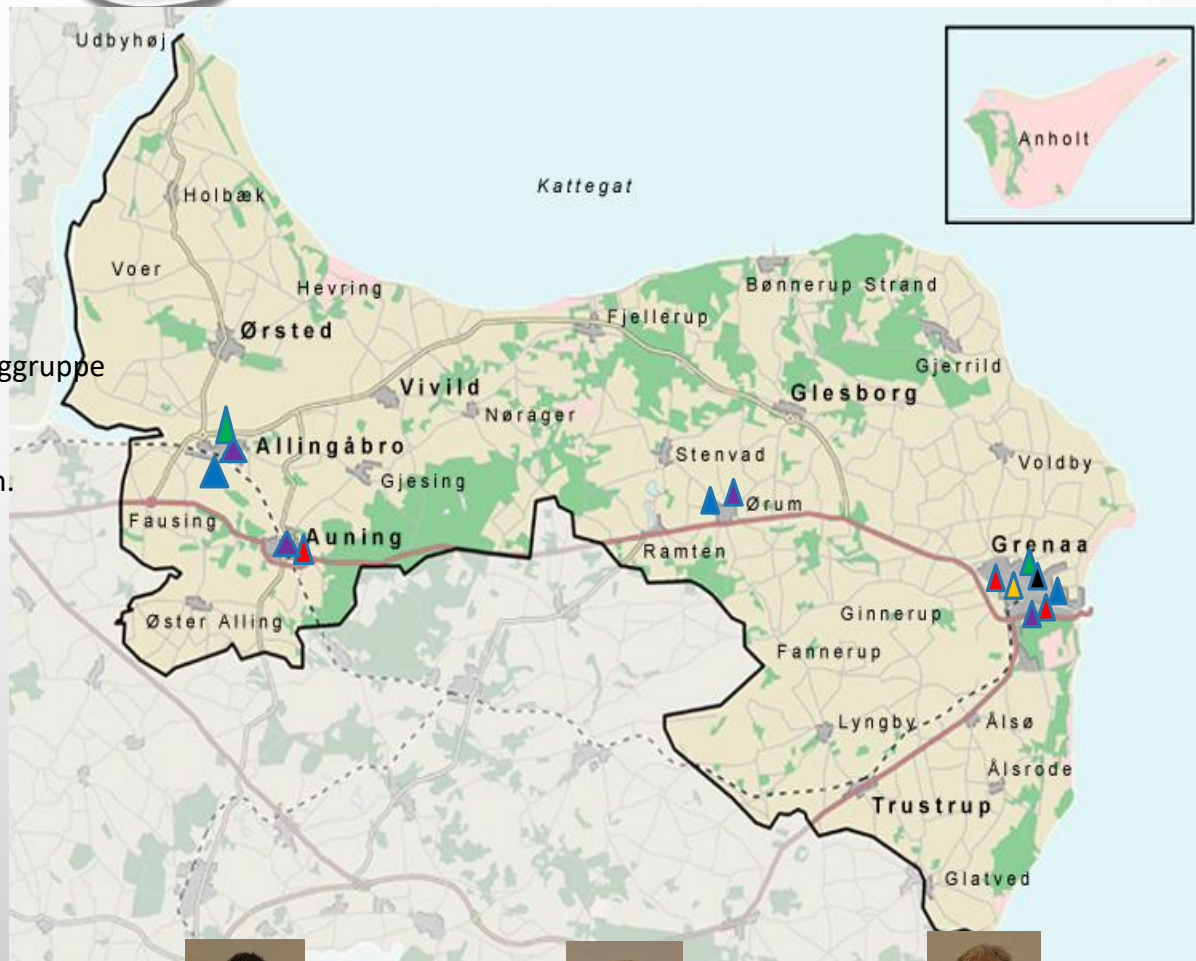 Udbyhøj
Anholt
Kattegat
Holbæk
Voer
Hevring
Bønnerup Strand
Fjellerup
Ørsted
ggruppe
Gjerrild
Vivild
Glesborg
Nørager
Allingåbro
Stenvad
Voldby
Gjesing
n.
Ørum
Fausing
Auning
Ramten
Grenaa
Øster Alling
Ginnerup
Fannerup
Lyngby
Ålsø
Ålsrode
Trustrup
Glatved